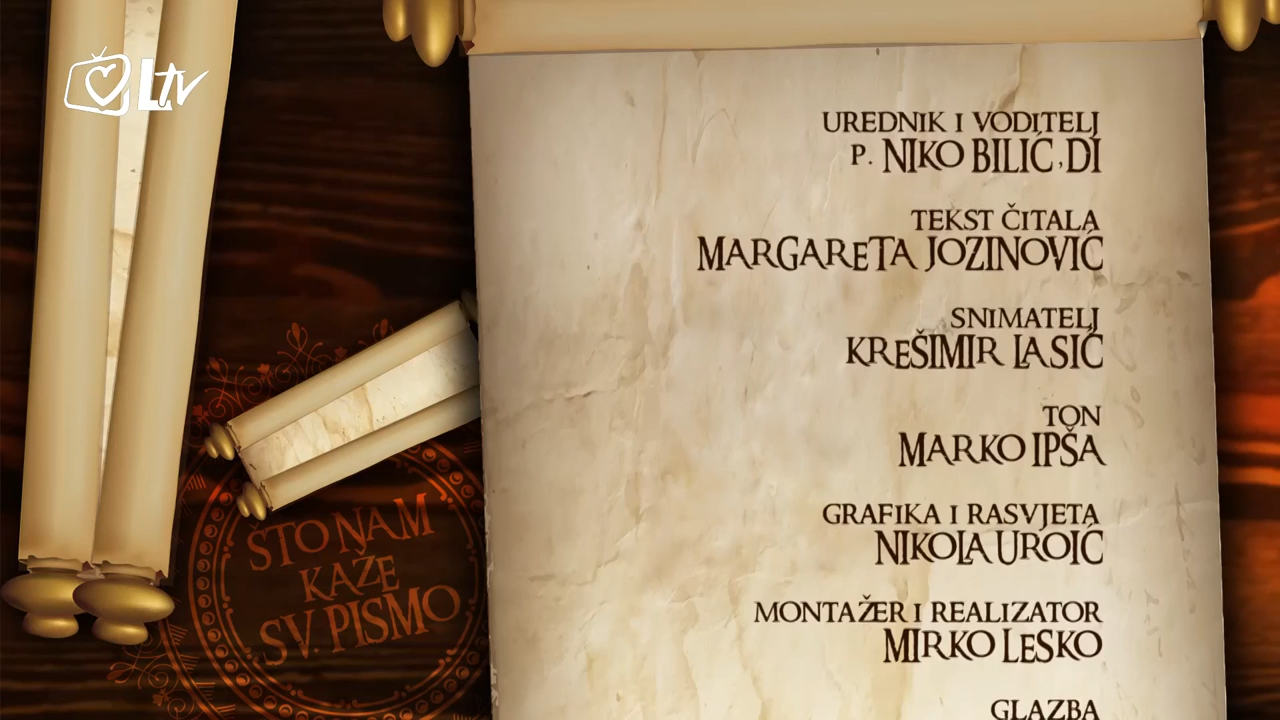 LTV
UREDNIK I VODITELJ
P. NIKO BILIĆ, DI
TEKST ČITALA
MARGARETA JOZINOVIĆ
SNIMATELJ
KREŠIMIR LASIĆ
TON
MARKO IPŠA
GRAFIKA I RASVJETA
NIKOLA UROIĆ
MONTAŽER I REALIZATOR
MIRKO LESKO
GLAZBA
ŠTO NAM
KAŽE
SV. PISMO